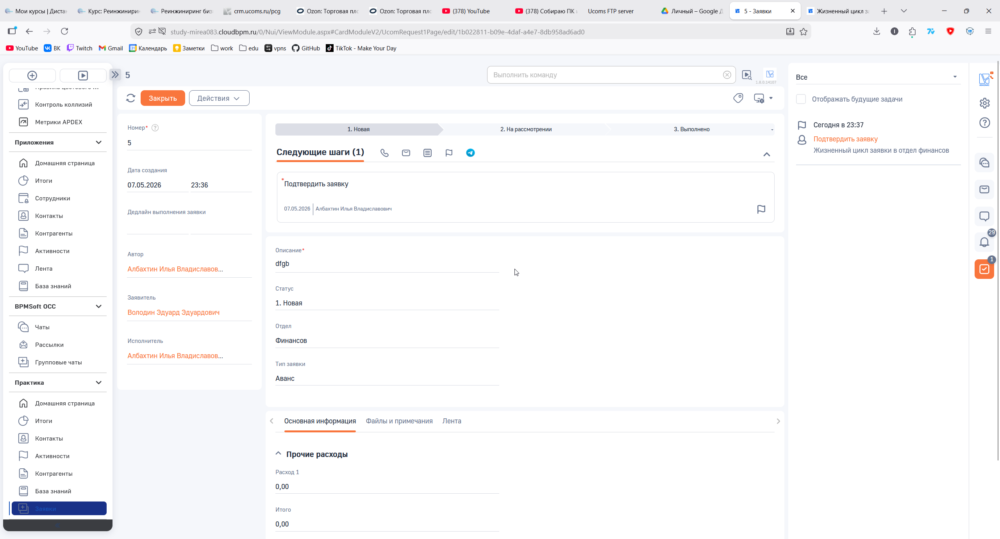 Мои курсы | Диста
Курс: Реинжинирин
Реинжиниринг биз
crm.ucoms.ru/pcg
Ozon: Торговая пло
Ozon: Торговая пло
(378) YouTube
(378) Собираю ПК
Ucoms FTP server
Личный – Google Д
5 - Заявки
Жизненный цикл за
study-mirea083.cloudbpm.ru/0/Nui/ViewModule.aspx#CardModuleV2/UcomRequest1Page/edit/1b022811-b09e-4daf-a4e7-8db958ad6ad0
YouTube
ВК
Twitch
Gmail
Календарь
Заметки
work
edu
vpns
GitHub
TikTok - Make Your Day
Контроль коллизий
Метрики APDEX
Приложения
Домашняя страница
Итоги
Сотрудники
Контакты
Контрагенты
Активности
Лента
База знаний
BPMSoft OCC
Чаты
Рассылки
Групповые чаты
Практика
Домашняя страница
Итоги
Контакты
Активности
Контрагенты
База знаний
Заявки
5
Выполнить команду
1.8.0.14107
Закрыть
Действия
Номер*
5
Дата создания
07.05.2026 23:36
Дедлайн выполнения заявки
Автор
Албахтин Илья Владиславов...
Заявитель
Володин Эдуард Эдуардович
Исполнитель
Албахтин Илья Владиславов...
1. Новая
2. На рассмотрении
3. Выполнено
Следующие шаги (1)
*Подтвердить заявку
07.05.2026 Албахтин Илья Владиславович
Описание*
dfgb
Статус
1. Новая
Отдел
Финансов
Тип заявки
Аванс
Основная информация
Файлы и примечания
Лента
Прочие расходы
Расход 1
0,00
Итого
0,00
Все
Отображать будущие задачи
Сегодня в 23:37
Подтвердить заявку
Жизненный цикл заявки в отдел финансов
ЮКОМС
29
1